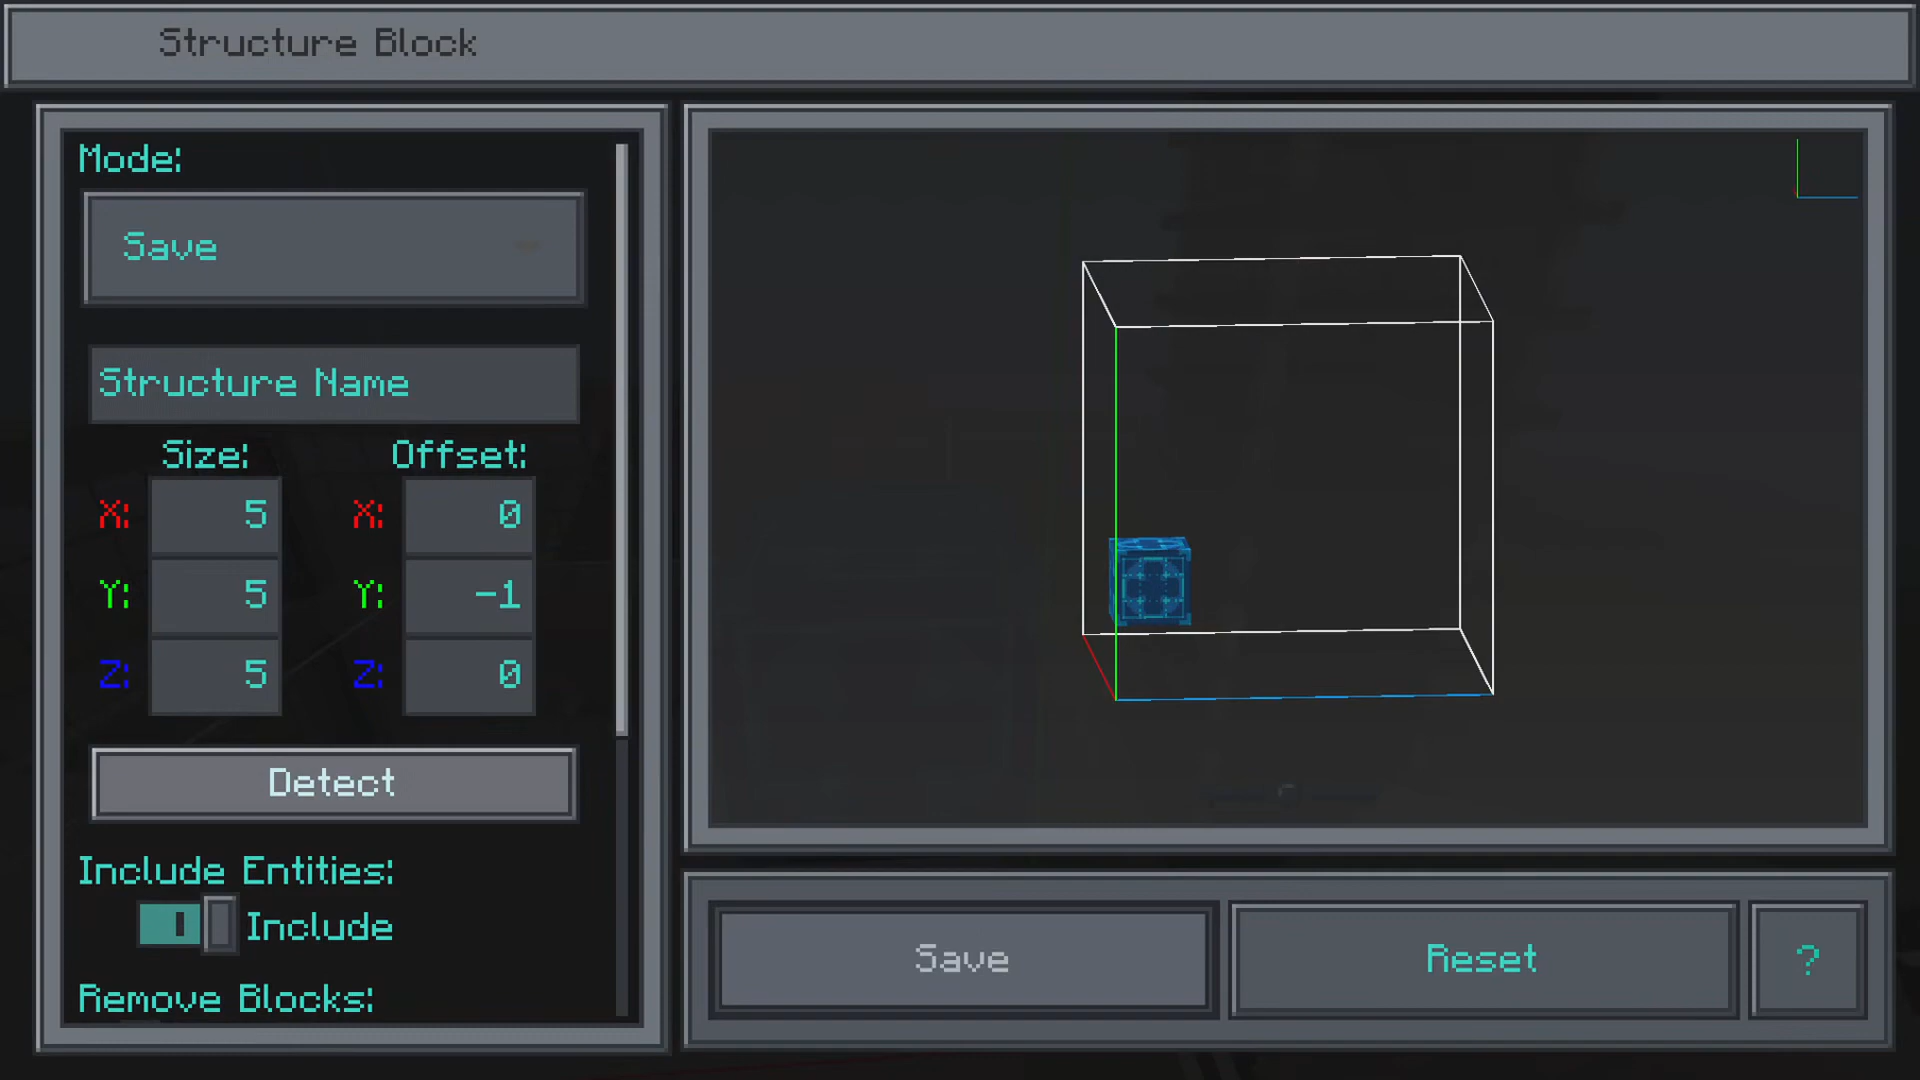 Structure Block
Mode:
Save
Structure Name
Size: Offset:
X: 5 X: 0
Y: 5 Y: -1
Z: 5 Z: 0
Detect
Include Entities:
Include
Remove Blocks:
Save Reset ?